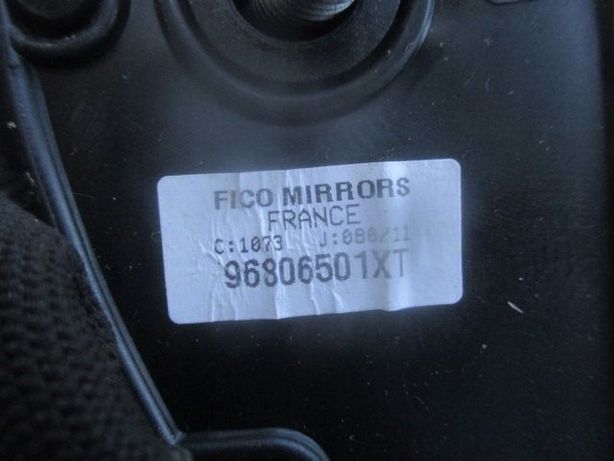 FICO MIRRORS
FRANCE
C:1073 J:080/11
96806501XT